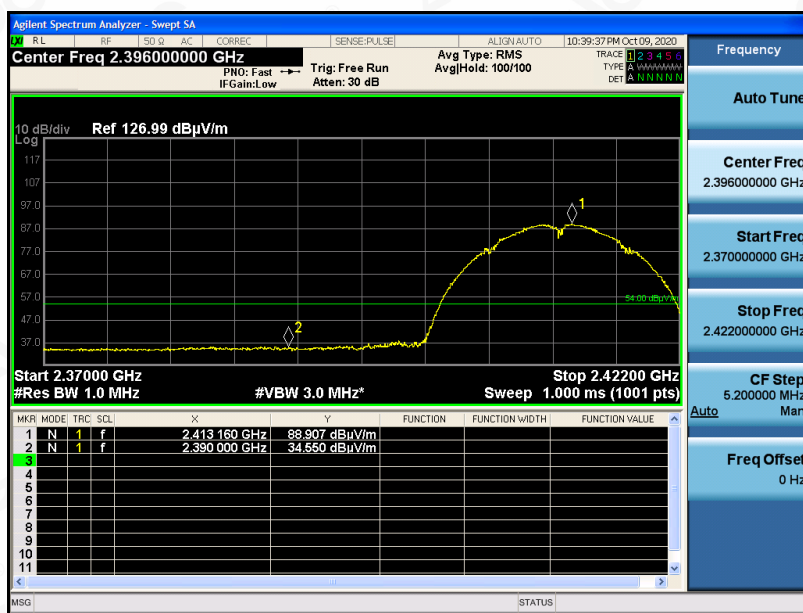 Agilent Spectrum Analyzer - Swept SA
LXI RL RF 50 Ω AC CORREC SENSE:PULSE ALIGN AUTO 10:39:37 PM Oct 09, 2020
Center Freq 2.396000000 GHz
PNO: Fast
IFGain:Low
Trig: Free Run
Atten: 30 dB
Avg Type: RMS
Avg|Hold: 100/100
TRACE 1 2 3 4 5 6
TYPE A WWWWW
DET A N N N N N
10 dB/div Ref 126.99 dBµV/m
Log
117
107
97.0
87.0
77.0
67.0
57.0
47.0
37.0
1
2
54.00 dBµV/m
Start 2.37000 GHz Stop 2.42200 GHz
#Res BW 1.0 MHz #VBW 3.0 MHz* Sweep 1.000 ms (1001 pts)
MKR MODE TRC SCL X Y FUNCTION FUNCTION WIDTH FUNCTION VALUE
1 N 1 f 2.413 160 GHz 88.907 dBµV/m
2 N 1 f 2.390 000 GHz 34.550 dBµV/m
3
4
5
6
7
8
9
10
11
MSG STATUS
Frequency
Auto Tune
Center Freq
2.396000000 GHz
Start Freq
2.370000000 GHz
Stop Freq
2.422000000 GHz
CF Step
5.200000 MHz
Auto Man
Freq Offset
0 Hz